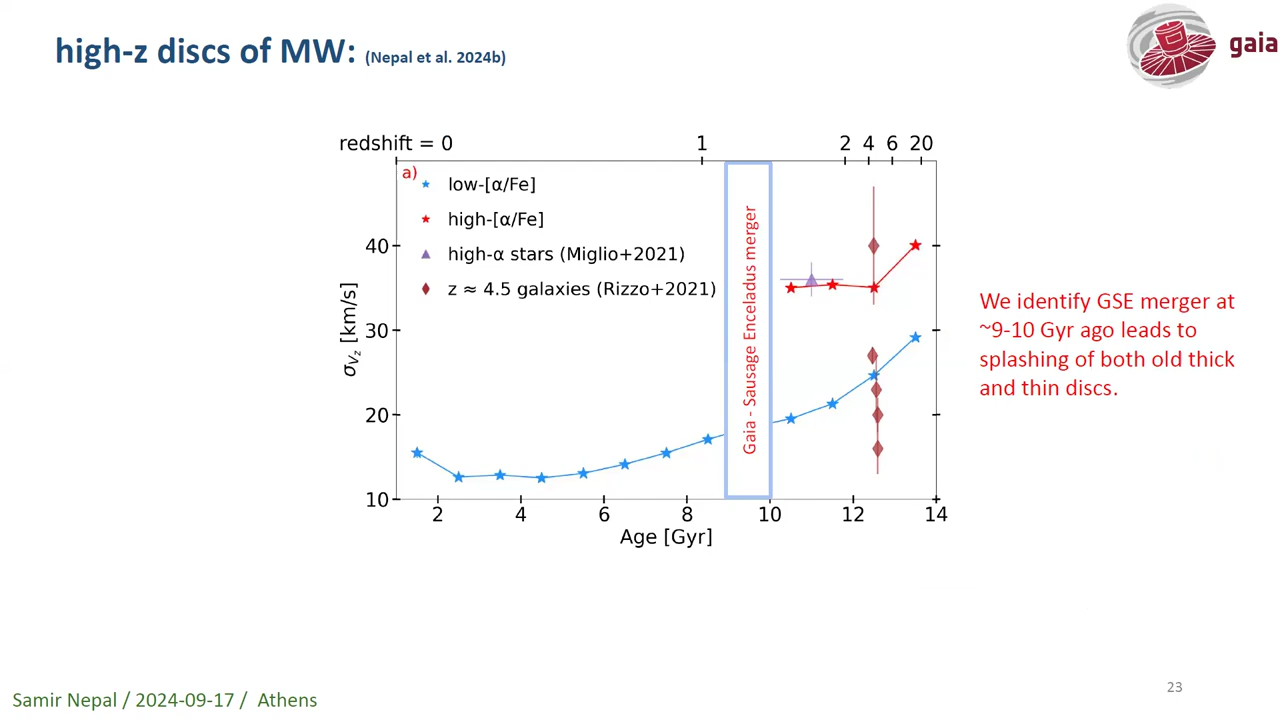 high-z discs of MW: (Nepal et al. 2024b)
gaia
redshift = 0 1 2 4 6 20
a)
low-[α/Fe]
high-[α/Fe]
high-α stars (Miglio+2021)
z ≈ 4.5 galaxies (Rizzo+2021)
Gaia - Sausage Enceladus merger
σVz [km/s]
40
30
20
10
2 4 6 8 10 12 14
Age [Gyr]
We identify GSE merger at
~9-10 Gyr ago leads to
splashing of both old thick
and thin discs.
Samir Nepal / 2024-09-17 / Athens
23